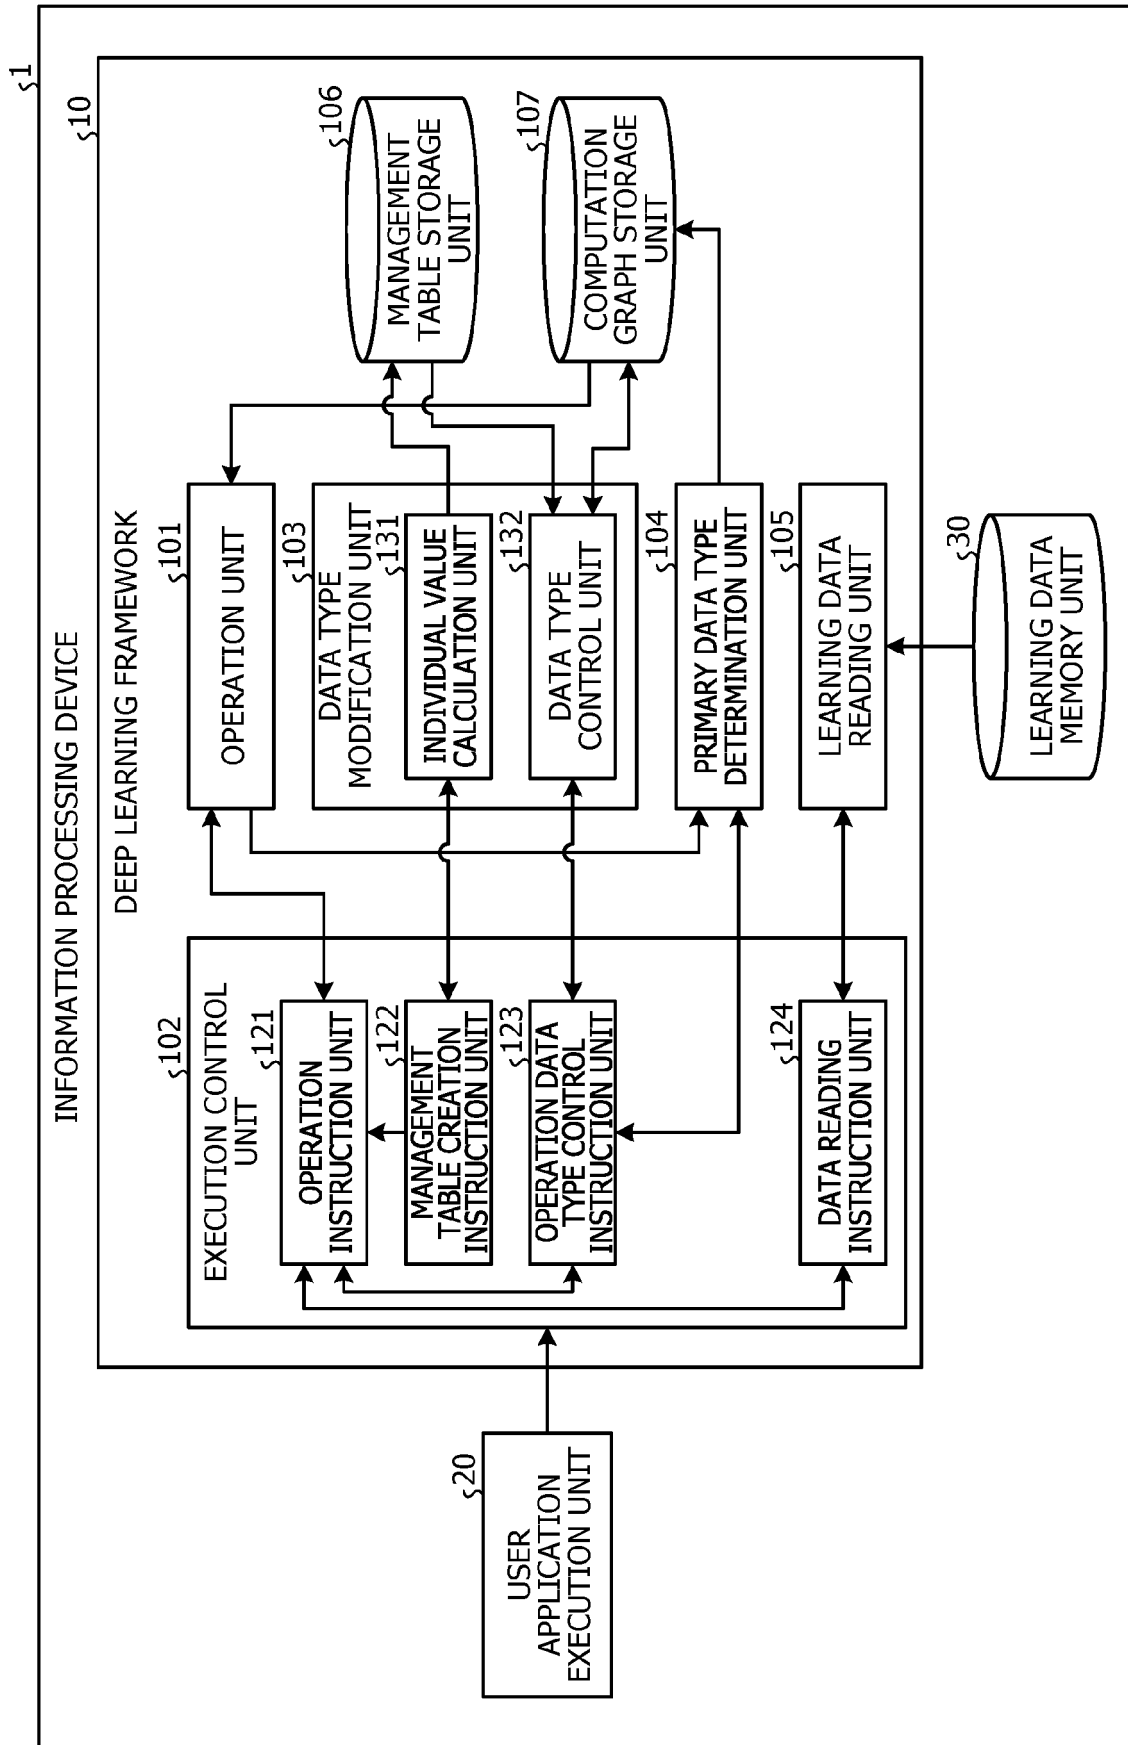 INFORMATION PROCESSING DEVICE
1
DEEP LEARNING FRAMEWORK
10
EXECUTION CONTROL
UNIT
102
OPERATION
INSTRUCTION UNIT
121
MANAGEMENT
TABLE CREATION
INSTRUCTION UNIT
122
OPERATION DATA
TYPE CONTROL
INSTRUCTION UNIT
123
DATA READING
INSTRUCTION UNIT
124
OPERATION UNIT
101
DATA TYPE
MODIFICATION UNIT
103
INDIVIDUAL VALUE
CALCULATION UNIT
131
DATA TYPE
CONTROL UNIT
132
PRIMARY DATA TYPE
DETERMINATION UNIT
104
LEARNING DATA
READING UNIT
105
MANAGEMENT
TABLE STORAGE
UNIT
106
COMPUTATION
GRAPH STORAGE
UNIT
107
USER
APPLICATION
EXECUTION UNIT
20
LEARNING DATA
MEMORY UNIT
30